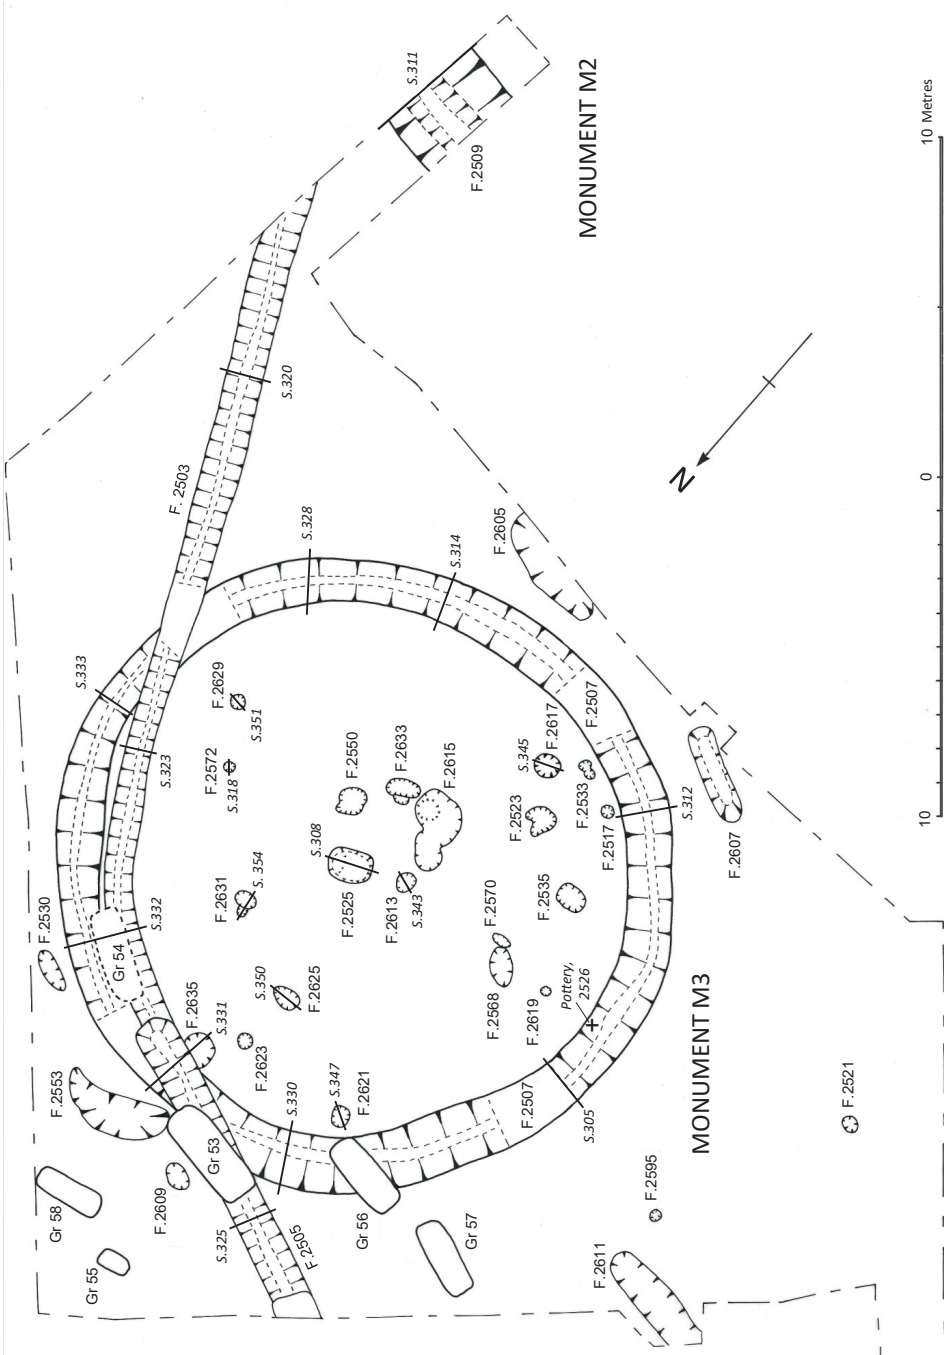 S.311
MONUMENT M2
F.2509
10 Metres
S.320
F. 2503
N
0
S.328
F.2605
S.314
S.333
F.2629
S.351
F.2507
F.2617
S.345
S.323
F.2572
S.318
F.2550
F.2633
F.2615
F.2533
S.312
F.2523
F.2517
S.308
10
F.2607
S. 354
F.2631
F.2525
F.2613
S.343
F.2570
F.2535
F.2530
S.332
Gr 54
S.350
F.2625
F.2568
F.2619
Pottery,
2526
MONUMENT M3
F.2635
S.331
F.2623
F.2553
S.330
S.347
F.2621
F.2507
S.305
F.2521
Gr 53
F.2609
Gr 58
F.2595
S.325
F.2505
Gr 56
Gr 57
Gr 55
F.2611